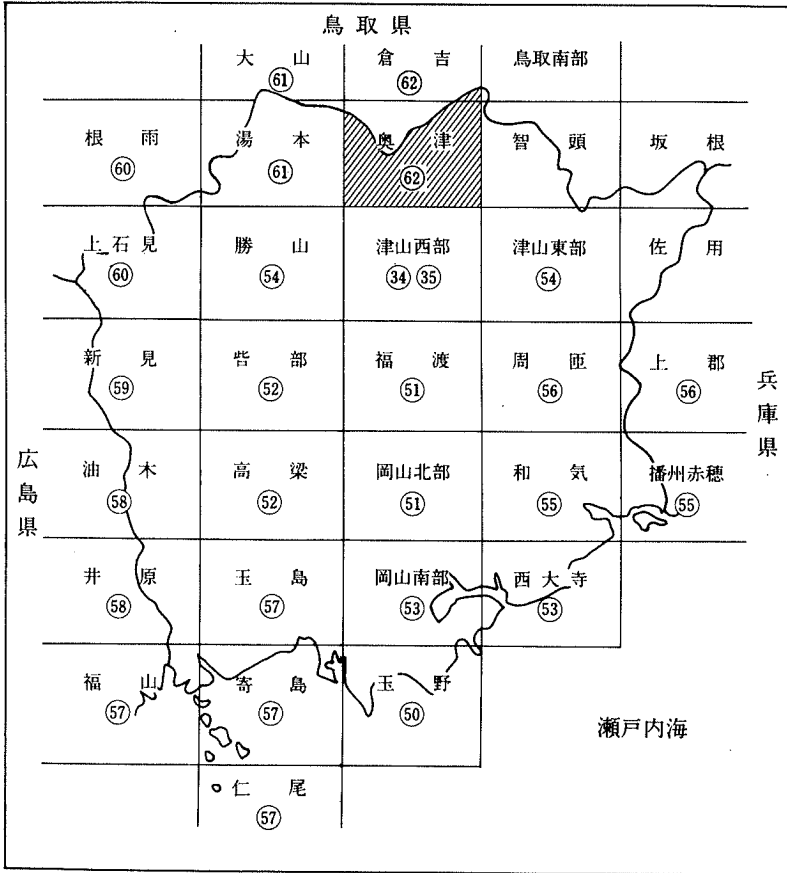 鳥取県
大山 倉吉 鳥取南部
61 62
根雨 湯本 奥津 智頭 坂根
60 61 62
上石見 勝山 津山西部 津山東部 佐用
60 54 34 35 54
新見 呰部 福渡 周匝 上郡
59 52 51 56 56
兵庫県
広島県
油木 高梁 岡山北部 和気 播州赤穂
58 52 51 55 55
井原 玉島 岡山南部 西大寺
58 57 53 53
福山 寄島 玉野
57 57 50
瀬戸内海
仁尾
57